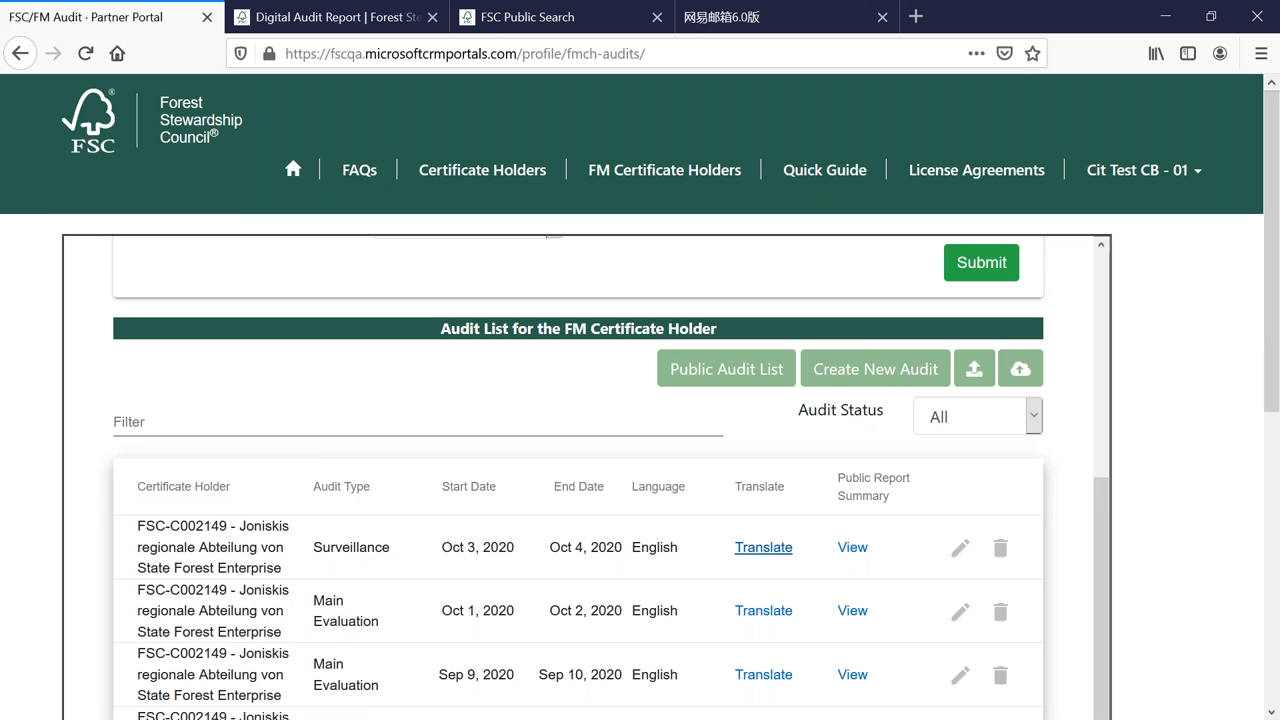 FSC/FM Audit · Partner Portal
Digital Audit Report | Forest Ste
FSC Public Search
网易邮箱6.0版
https://fscqa.microsoftcrmportals.com/profile/fmch-audits/
FSC®
Forest
Stewardship
Council®
FAQs
Certificate Holders
FM Certificate Holders
Quick Guide
License Agreements
Cit Test CB - 01
Submit
Audit List for the FM Certificate Holder
Public Audit List
Create New Audit
Filter
Audit Status
All
Certificate Holder Audit Type Start Date End Date Language Translate Public Report Summary
FSC-C002149 - Joniskis
regionale Abteilung von
State Forest Enterprise
Surveillance Oct 3, 2020 Oct 4, 2020 English Translate View
FSC-C002149 - Joniskis
regionale Abteilung von
State Forest Enterprise
Main
Evaluation
Oct 1, 2020 Oct 2, 2020 English Translate View
FSC-C002149 - Joniskis
regionale Abteilung von
State Forest Enterprise
Main
Evaluation
Sep 9, 2020 Sep 10, 2020 English Translate View
FSC-C002149 - Joniskis